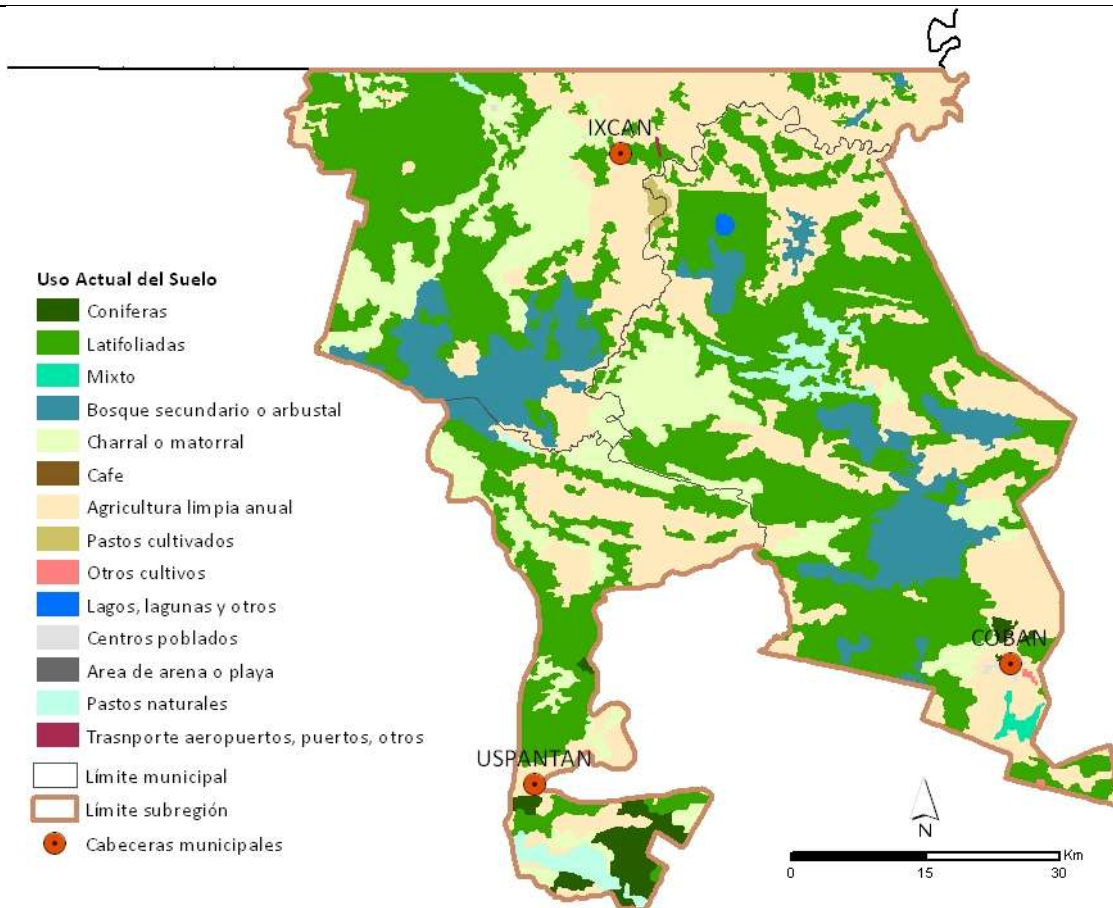 IXCAN
Uso Actual del Suelo
Coniferas
Latifoliadas
Mixto
Bosque secundario o arbustal
Charral o matorral
Cafe
Agricultura limpia anual
Pastos cultivados
Otros cultivos
Lagos, lagunas y otros
Centros poblados
Area de arena o playa
Pastos naturales
Trasnporte aeropuertos, puertos, otros
Límite municipal
Límite subregión
Cabeceras municipales
COBAN
USPANTAN
N
Km
0 15 30